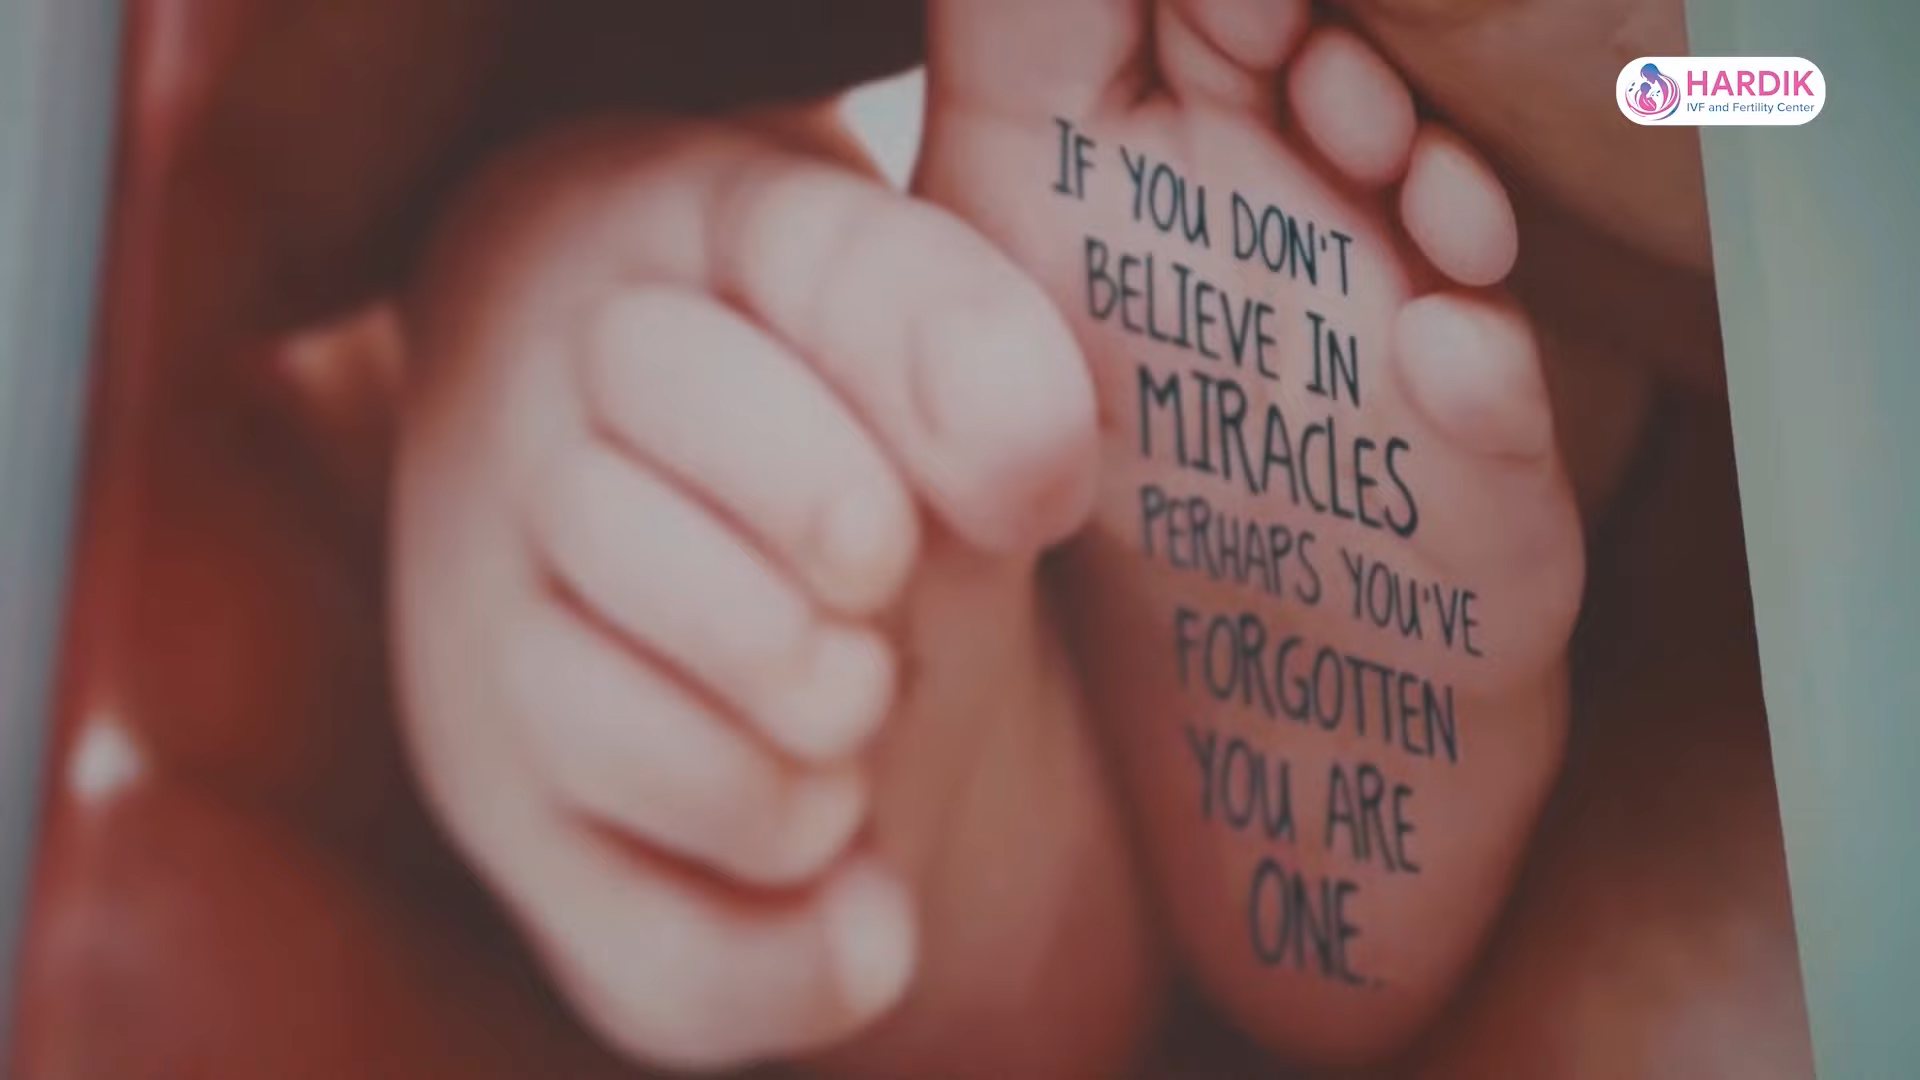 HARDIK
IVF and Fertility Center
IF YOU DON'T
BELIEVE IN
MIRACLES
PERHAPS YOU'VE
FORGOTTEN
YOU ARE
ONE.